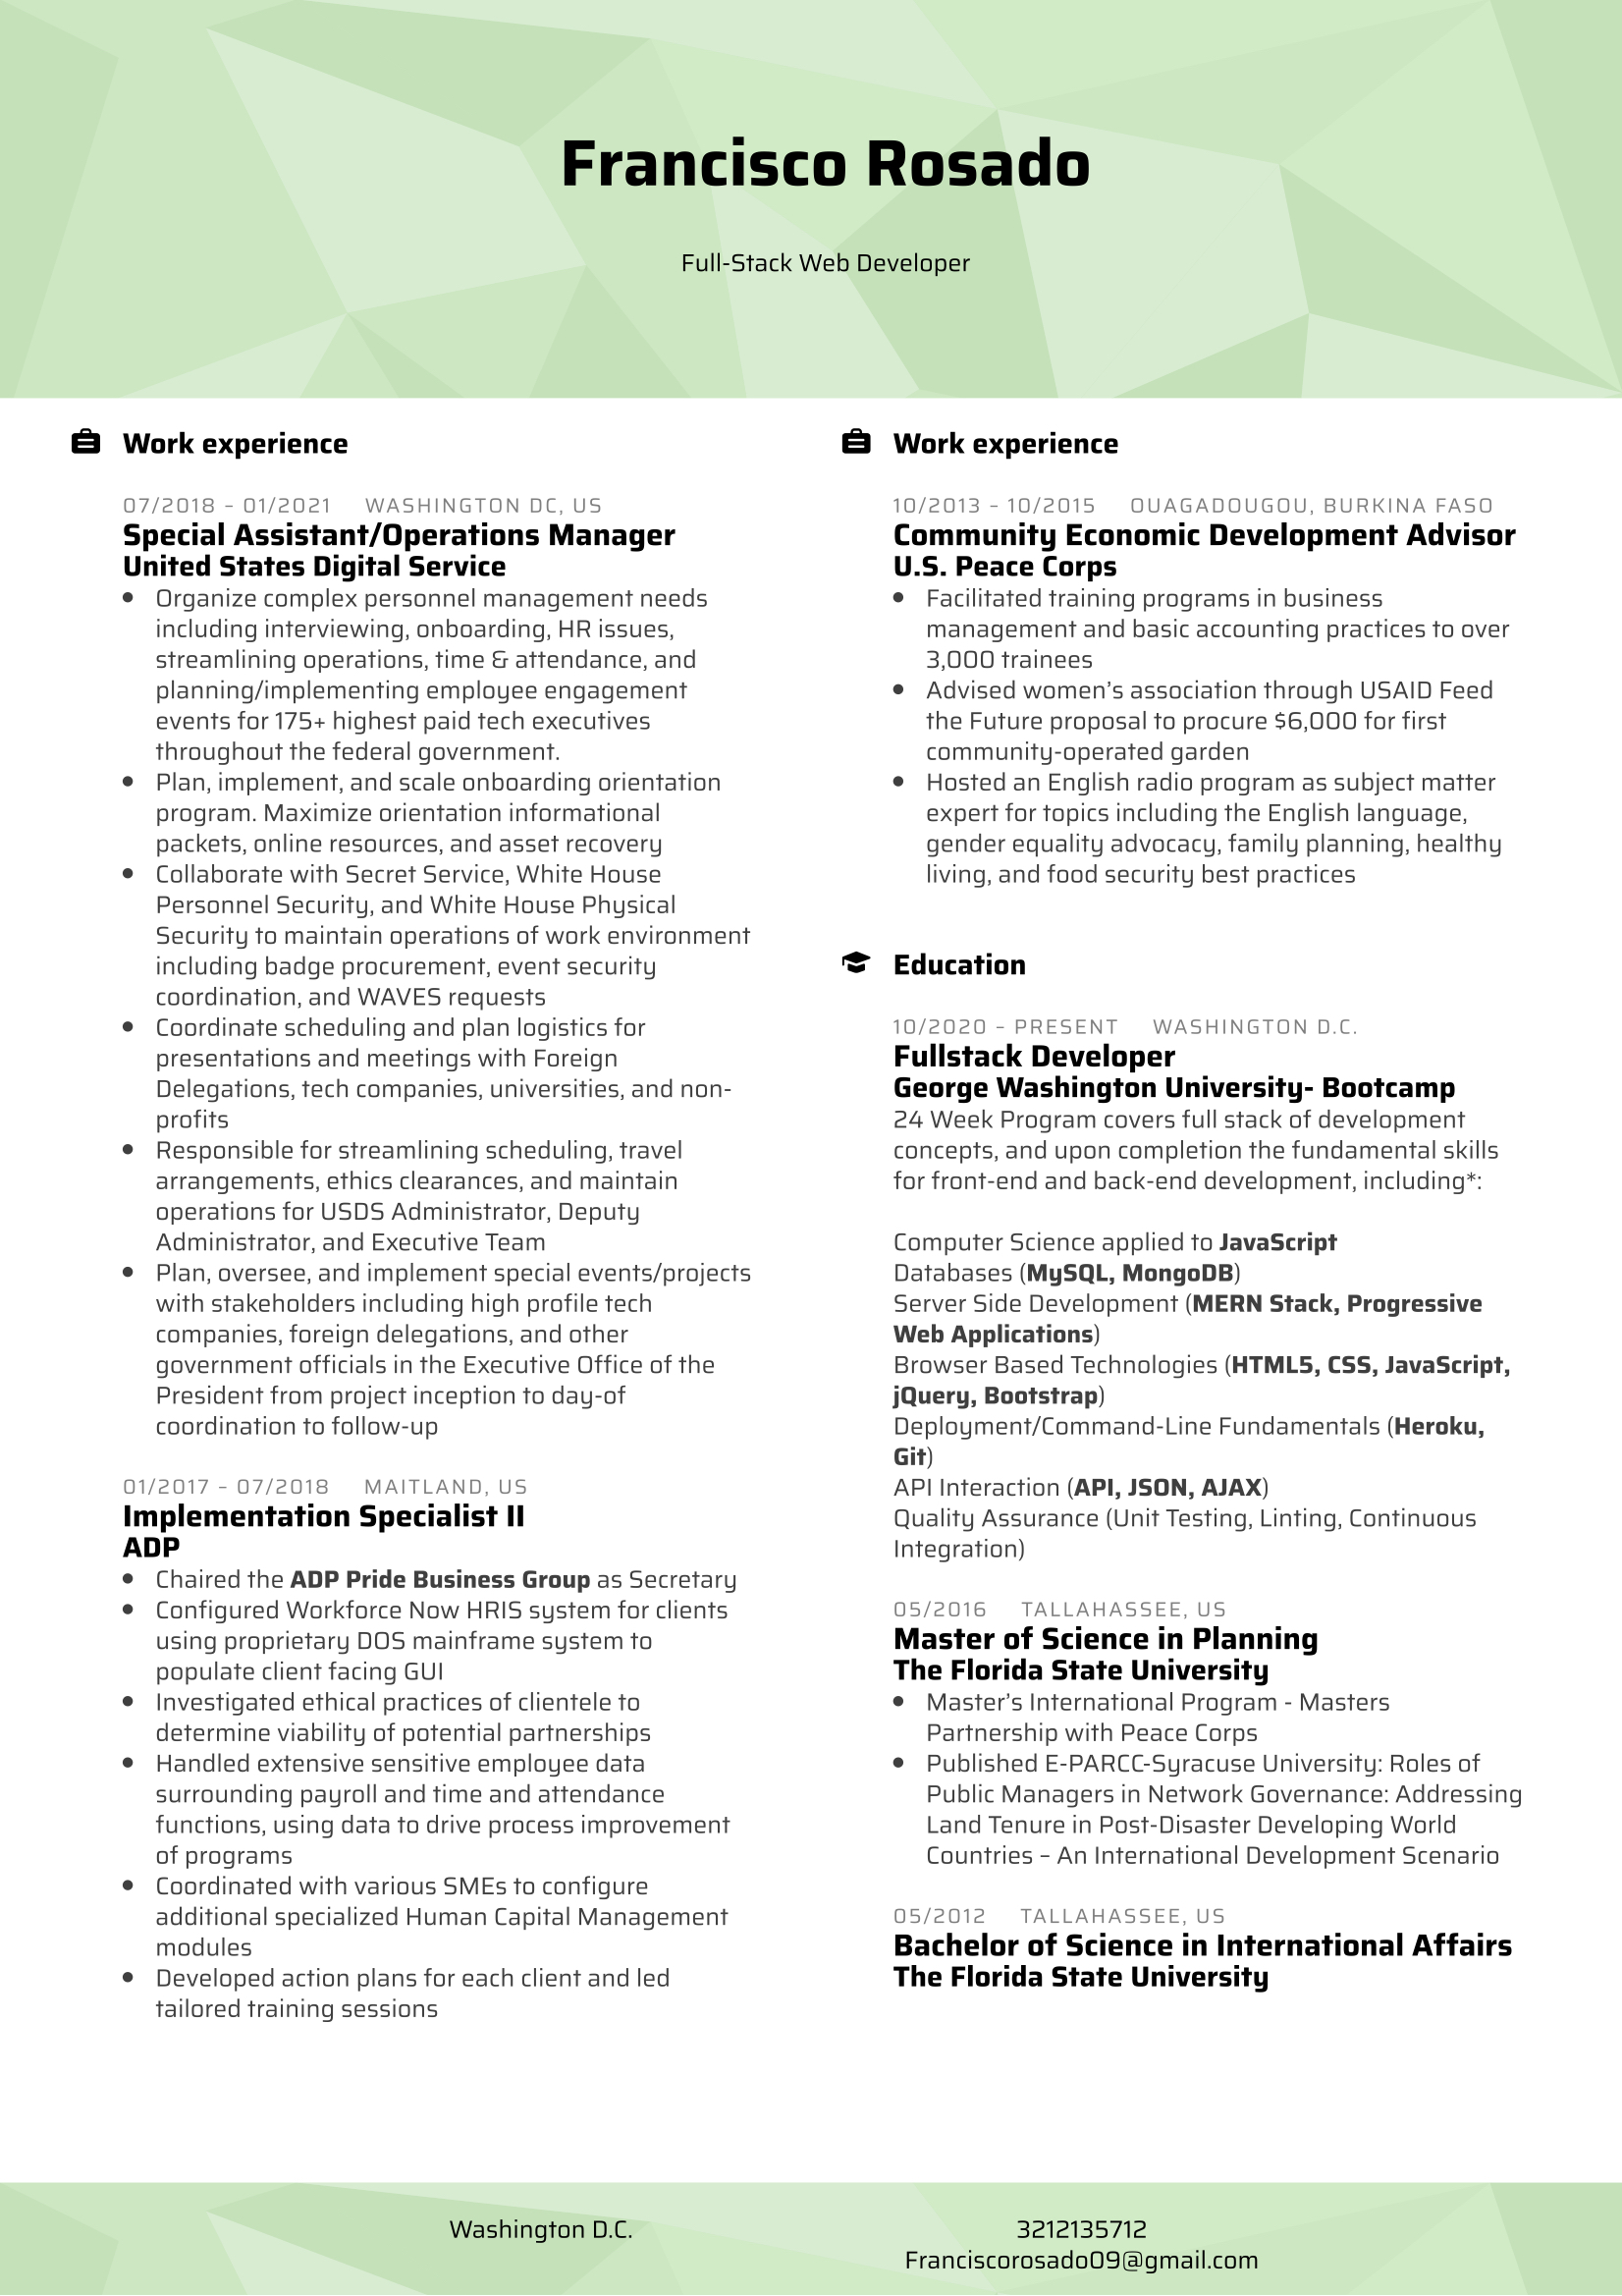 Francisco Rosado
Full-Stack Web Developer
Work experience
07/2018 – 01/2021 WASHINGTON DC, US
Special Assistant/Operations Manager
United States Digital Service
• Organize complex personnel management needs
including interviewing, onboarding, HR issues,
streamlining operations, time & attendance, and
planning/implementing employee engagement
events for 175+ highest paid tech executives
throughout the federal government.
• Plan, implement, and scale onboarding orientation
program. Maximize orientation informational
packets, online resources, and asset recovery
• Collaborate with Secret Service, White House
Personnel Security, and White House Physical
Security to maintain operations of work environment
including badge procurement, event security
coordination, and WAVES requests
• Coordinate scheduling and plan logistics for
presentations and meetings with Foreign
Delegations, tech companies, universities, and non-
profits
• Responsible for streamlining scheduling, travel
arrangements, ethics clearances, and maintain
operations for USDS Administrator, Deputy
Administrator, and Executive Team
• Plan, oversee, and implement special events/projects
with stakeholders including high profile tech
companies, foreign delegations, and other
government officials in the Executive Office of the
President from project inception to day-of
coordination to follow-up
01/2017 – 07/2018 MAITLAND, US
Implementation Specialist II
ADP
• Chaired the ADP Pride Business Group as Secretary
• Configured Workforce Now HRIS system for clients
using proprietary DOS mainframe system to
populate client facing GUI
• Investigated ethical practices of clientele to
determine viability of potential partnerships
• Handled extensive sensitive employee data
surrounding payroll and time and attendance
functions, using data to drive process improvement
of programs
• Coordinated with various SMEs to configure
additional specialized Human Capital Management
modules
• Developed action plans for each client and led
tailored training sessions
Work experience
10/2013 – 10/2015 OUAGADOUGOU, BURKINA FASO
Community Economic Development Advisor
U.S. Peace Corps
• Facilitated training programs in business
management and basic accounting practices to over
3,000 trainees
• Advised women’s association through USAID Feed
the Future proposal to procure $6,000 for first
community-operated garden
• Hosted an English radio program as subject matter
expert for topics including the English language,
gender equality advocacy, family planning, healthy
living, and food security best practices
Education
10/2020 – PRESENT WASHINGTON D.C.
Fullstack Developer
George Washington University- Bootcamp
24 Week Program covers full stack of development
concepts, and upon completion the fundamental skills
for front-end and back-end development, including*:
Computer Science applied to JavaScript
Databases (MySQL, MongoDB)
Server Side Development (MERN Stack, Progressive
Web Applications)
Browser Based Technologies (HTML5, CSS, JavaScript,
jQuery, Bootstrap)
Deployment/Command-Line Fundamentals (Heroku,
Git)
API Interaction (API, JSON, AJAX)
Quality Assurance (Unit Testing, Linting, Continuous
Integration)
05/2016 TALLAHASSEE, US
Master of Science in Planning
The Florida State University
• Master’s International Program - Masters
Partnership with Peace Corps
• Published E-PARCC-Syracuse University: Roles of
Public Managers in Network Governance: Addressing
Land Tenure in Post-Disaster Developing World
Countries – An International Development Scenario
05/2012 TALLAHASSEE, US
Bachelor of Science in International Affairs
The Florida State University
Washington D.C.
3212135712
Franciscorosado09@gmail.com